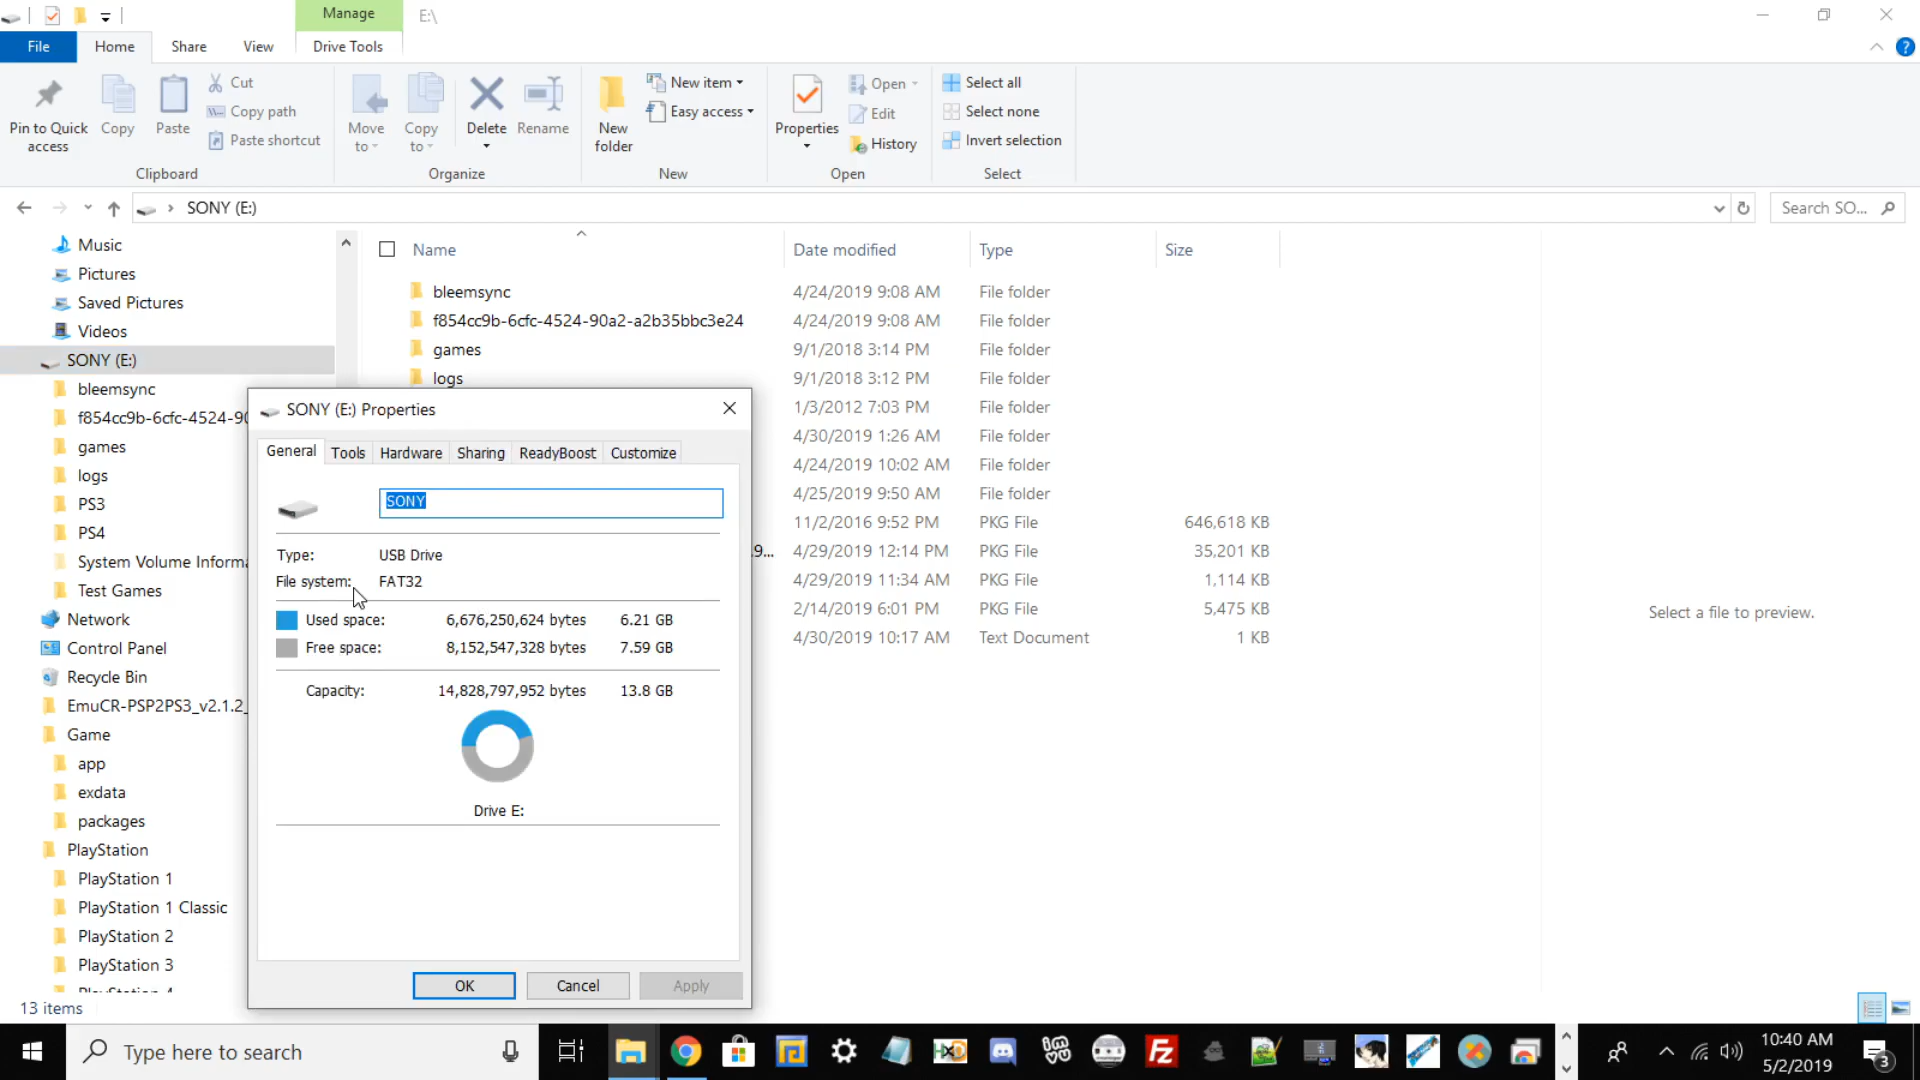 Manage
E:\
File
Home
Share
View
Drive Tools
Pin to Quick access
Copy
Paste
Cut
Copy path
Paste shortcut
Clipboard
Move to
Copy to
Delete
Rename
Organize
New folder
New item
Easy access
New
Properties
Open
Edit
History
Open
Select all
Select none
Invert selection
Select
SONY (E:)
Search SO...
Music
Pictures
Saved Pictures
Videos
SONY (E:)
bleemsync
f854cc9b-6cfc-4524-90
games
logs
PS3
PS4
System Volume Informa
Test Games
Network
Control Panel
Recycle Bin
EmuCR-PSP2PS3_v2.1.2_
Game
app
exdata
packages
PlayStation
PlayStation 1
PlayStation 1 Classic
PlayStation 2
PlayStation 3
Name Date modified Type Size
bleemsync 4/24/2019 9:08 AM File folder
f854cc9b-6cfc-4524-90a2-a2b35bbc3e24 4/24/2019 9:08 AM File folder
games 9/1/2018 3:14 PM File folder
logs 9/1/2018 3:12 PM File folder
1/3/2012 7:03 PM File folder
4/30/2019 1:26 AM File folder
4/24/2019 10:02 AM File folder
4/25/2019 9:50 AM File folder
11/2/2016 9:52 PM PKG File 646,618 KB
.9... 4/29/2019 12:14 PM PKG File 35,201 KB
4/29/2019 11:34 AM PKG File 1,114 KB
2/14/2019 6:01 PM PKG File 5,475 KB
4/30/2019 10:17 AM Text Document 1 KB
Select a file to preview.
SONY (E:) Properties
General Tools Hardware Sharing ReadyBoost Customize
SONY
Type: USB Drive
File system: FAT32
Used space: 6,676,250,624 bytes 6.21 GB
Free space: 8,152,547,328 bytes 7.59 GB
Capacity: 14,828,797,952 bytes 13.8 GB
Drive E:
OK Cancel Apply
13 items
Type here to search
10:40 AM
5/2/2019
3